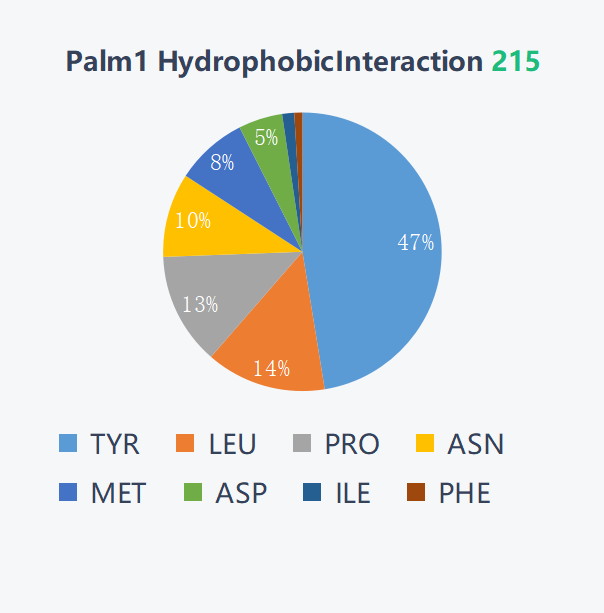 Palm1 HydrophobicInteraction 215
5%
8%
10%
47%
13%
14%
TYR LEU PRO ASN
MET ASP ILE PHE